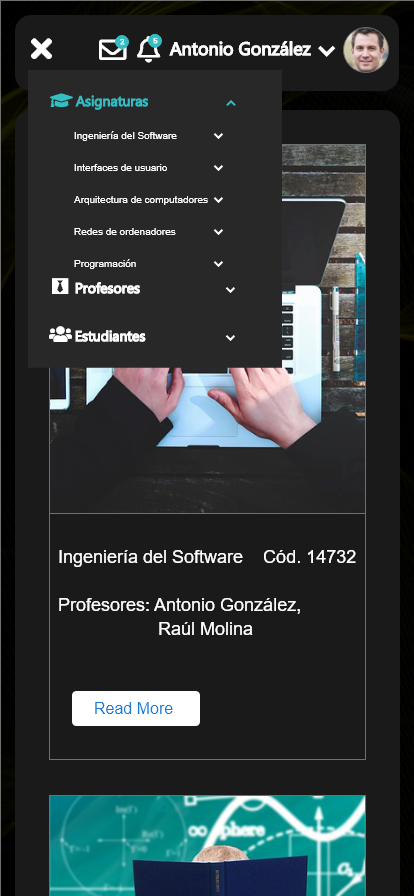 2
5
Antonio González
Asignaturas
Ingeniería del Software
Interfaces de usuario
Arquitectura de computadores
Redes de ordenadores
Programación
Profesores
Estudiantes
Ingeniería del Software Cód. 14732
Profesores: Antonio González,
Raúl Molina
Read More
∞ sphere